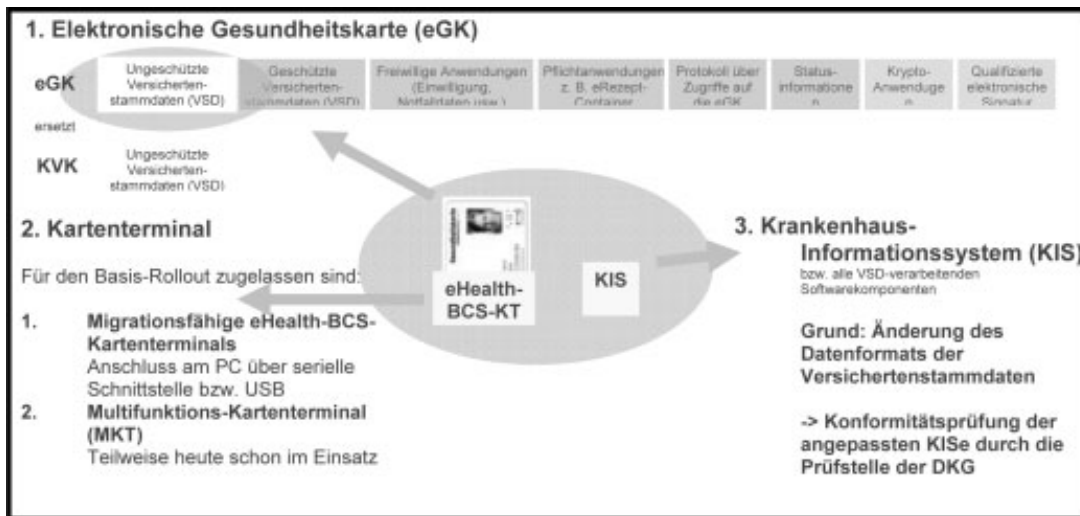 1. Elektronische Gesundheitskarte (eGK)
eGK
Ungeschützte
Versicherten-
stammdaten (VSD)
Geschützte
Versicherten-
stammdaten (VSD)
Freiwillige Anwendungen
(Einwilligung,
Notfalldaten usw.)
Pflichtanwendungen
z. B. eRezept-
Container
Protokoll über
Zugriffe auf
die eGK
Status-
informatione
n
Krypto-
Anwendugen
n
Qualifizierte
elektronische
Signatur
ersetzt
KVK
Ungeschützte
Versicherten-
stammdaten (VSD)
2. Kartenterminal
Für den Basis-Rollout zugelassen sind:
1. Migrationsfähige eHealth-BCS-
Kartenterminals
Anschluss am PC über serielle
Schnittstelle bzw. USB
2. Multifunktions-Kartenterminal
(MKT)
Teilweise heute schon im Einsatz
eHealth-
BCS-KT
KIS
3. Krankenhaus-
Informationssystem (KIS)
bzw. alle VSD-verarbeitenden
Softwarekomponenten
Grund: Änderung des
Datenformats der
Versichertenstammdaten
-> Konformitätsprüfung der
angepassten KISe durch die
Prüfstelle der DKG